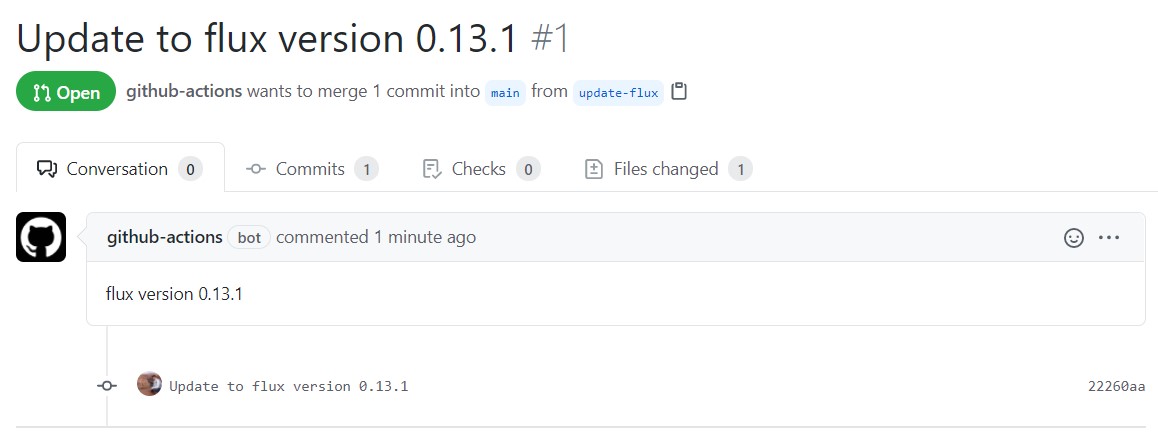 Update to flux version 0.13.1 #1
Open github-actions wants to merge 1 commit into main from update-flux
Conversation 0 Commits 1 Checks 0 Files changed 1
github-actions bot commented 1 minute ago
flux version 0.13.1
Update to flux version 0.13.1 22260aa